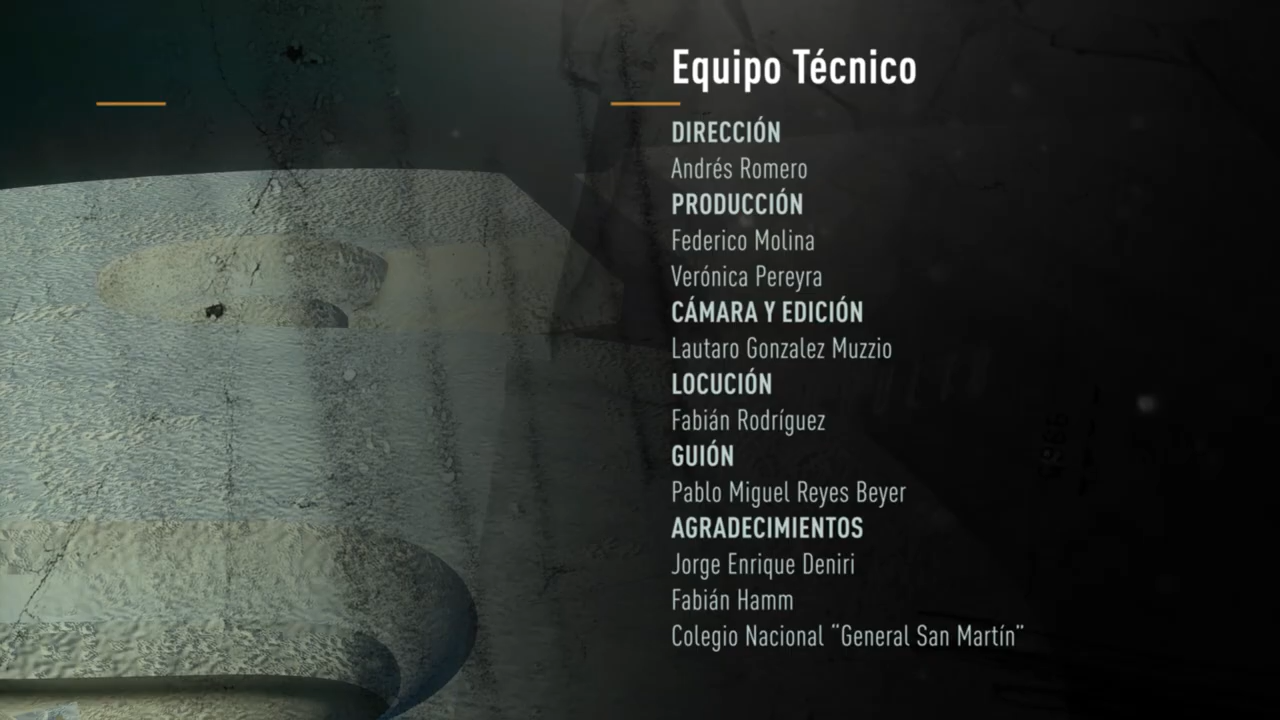 Equipo Técnico
DIRECCIÓN
Andrés Romero
PRODUCCIÓN
Federico Molina
Verónica Pereyra
CÁMARA Y EDICIÓN
Lautaro Gonzalez Muzzio
LOCUCIÓN
Fabián Rodríguez
GUIÓN
Pablo Miguel Reyes Beyer
AGRADECIMIENTOS
Jorge Enrique Deniri
Fabián Hamm
Colegio Nacional “General San Martín”